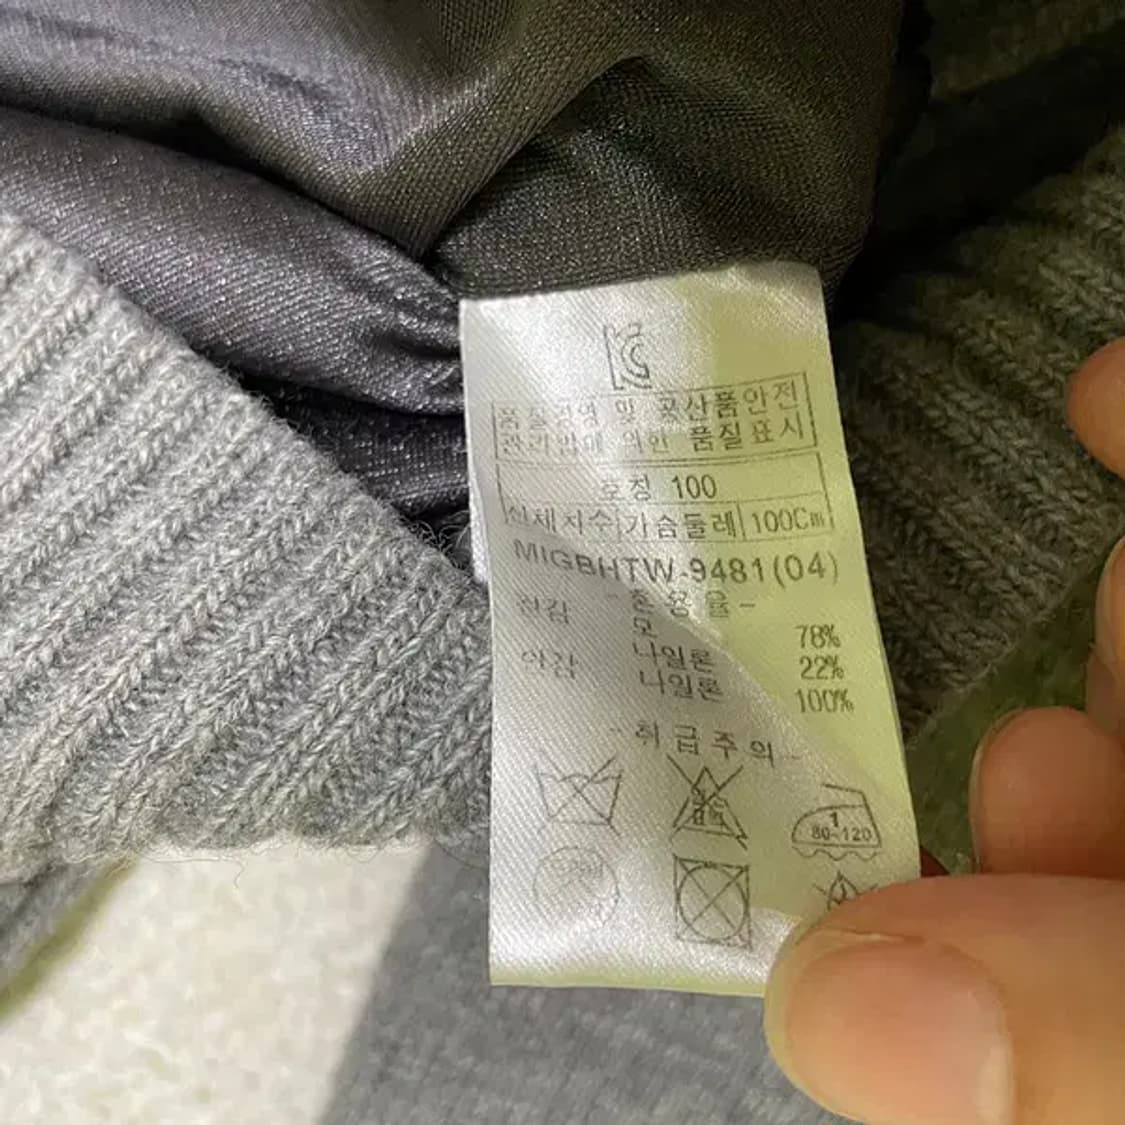 품질경영 및 공산품안전
관리법에 의한 품질표시
호칭 100
신체치수 가슴둘레 100Cm
MIGBHTW-9481(04)
- 혼용율 -
겉감 모 78%
나일론 22%
안감 나일론 100%
- 취급주의 -
1
80~120